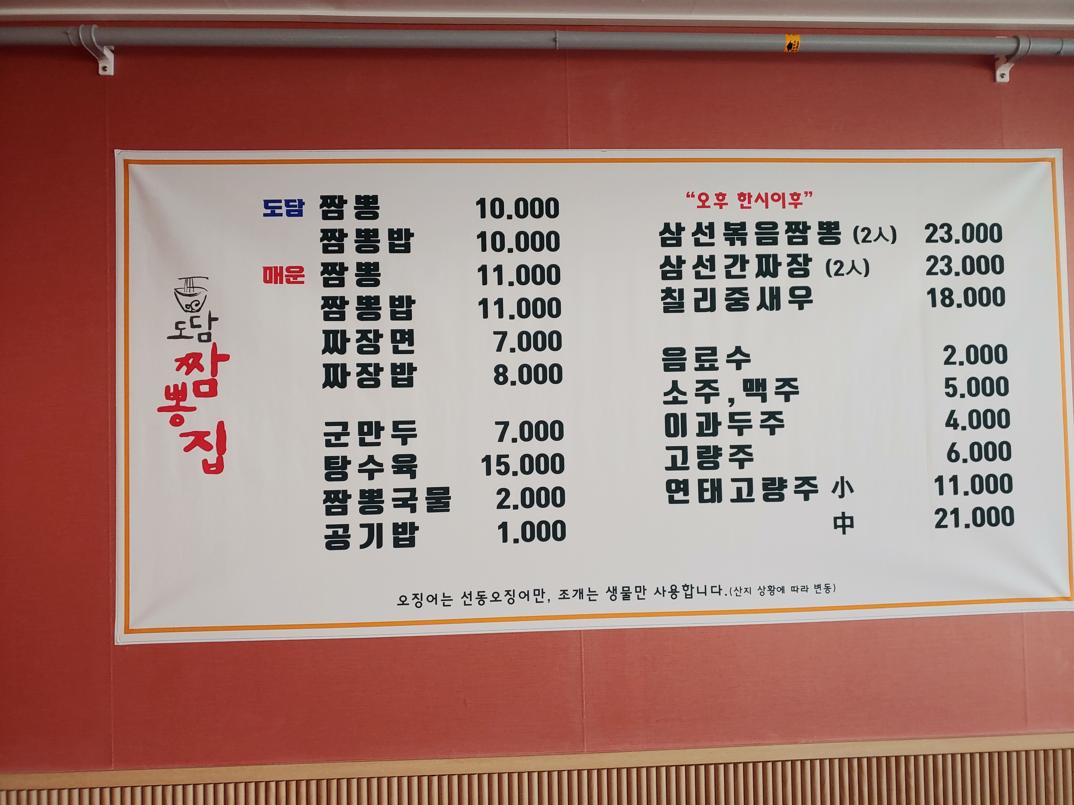 도담 짬뽕집
도담 짬뽕 10.000
짬뽕밥 10.000
매운 짬뽕 11.000
짬뽕밥 11.000
짜장면 7.000
짜장밥 8.000
군만두 7.000
탕수육 15.000
짬뽕국물 2.000
공기밥 1.000
“오후 한시이후”
삼선볶음짬뽕 (2人) 23.000
삼선간짜장 (2人) 23.000
칠리중새우 18.000
음료수 2.000
소주,맥주 5.000
이과두주 4.000
고량주 6.000
연태고량주 小 11.000
中 21.000
오징어는 선동오징어만, 조개는 생물만 사용합니다.(산지 상황에 따라 변동)